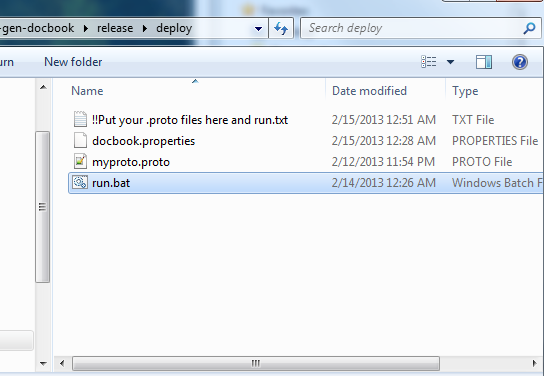 -gen-docbook release deploy Search deploy
urn New folder
Name Date modified Type
!!Put your .proto files here and run.txt 2/15/2013 12:51 AM TXT File
docbook.properties 2/15/2013 12:28 AM PROPERTIES File
myproto.proto 2/12/2013 11:54 PM PROTO File
run.bat 2/14/2013 12:26 AM Windows Batch F